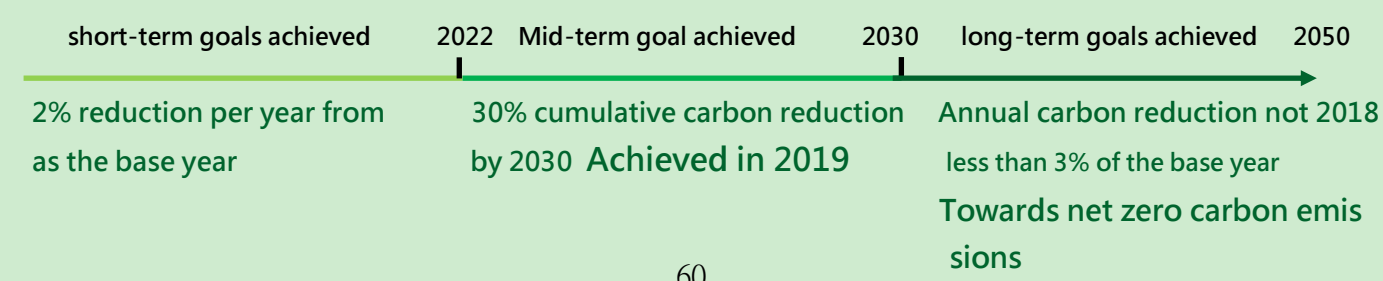 short-term goals achieved 2022 Mid-term goal achieved 2030 long-term goals achieved 2050
2% reduction per year from
as the base year
30% cumulative carbon reduction
by 2030 Achieved in 2019
Annual carbon reduction not 2018
less than 3% of the base year
Towards net zero carbon emis
sions
60